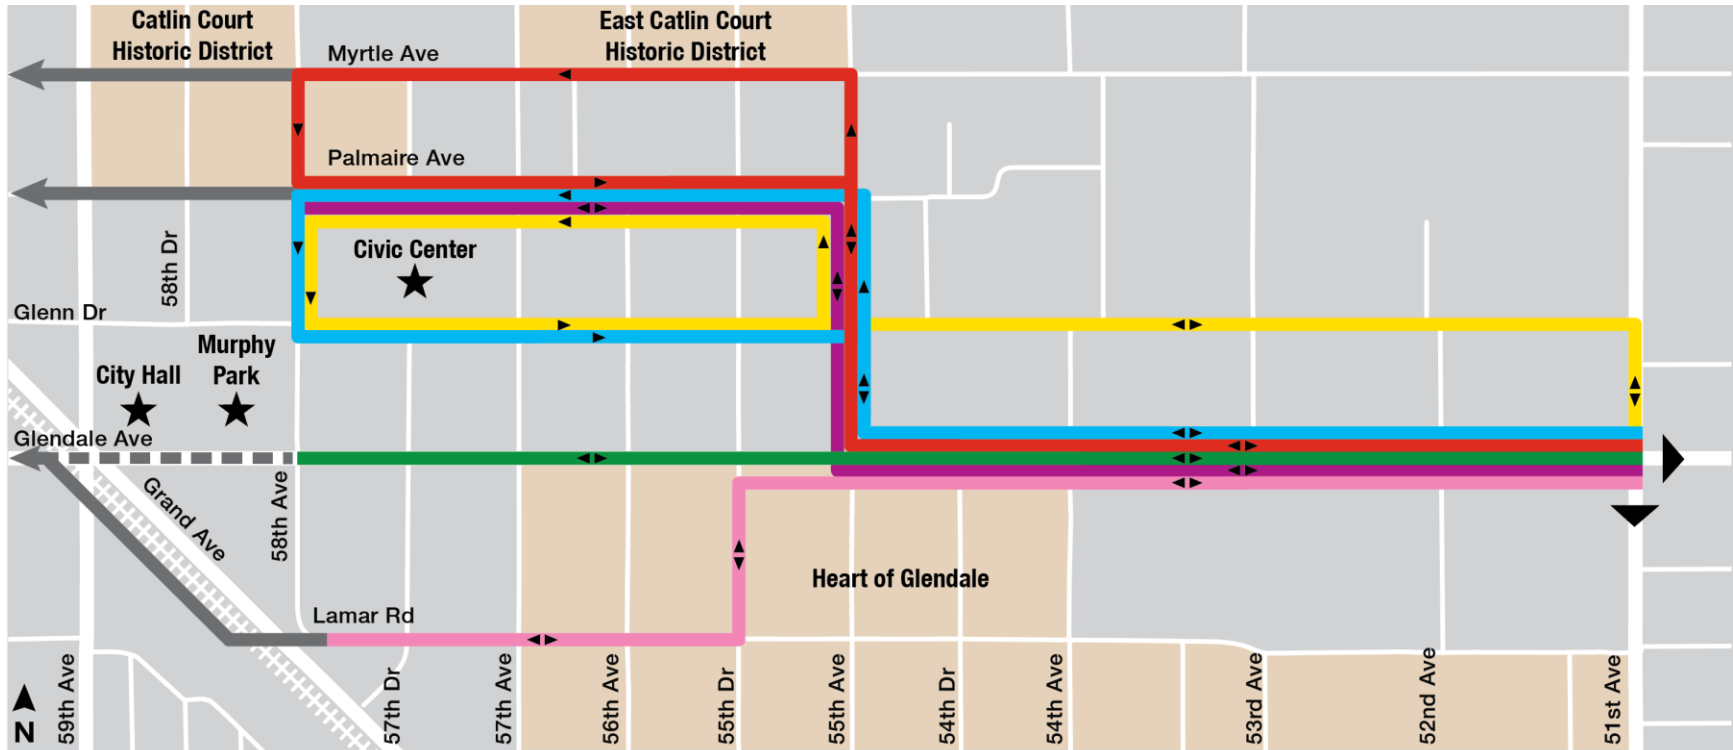 Catlin Court
Historic District
East Catlin Court
Historic District
Myrtle Ave
Palmaire Ave
58th Dr
Civic Center
Glenn Dr
Murphy
Park
City Hall
Glendale Ave
Grand Ave
58th Ave
Heart of Glendale
Lamar Rd
N
59th Ave
57th Dr
57th Ave
56th Ave
55th Dr
55th Ave
54th Dr
54th Ave
53rd Ave
52nd Ave
51st Ave